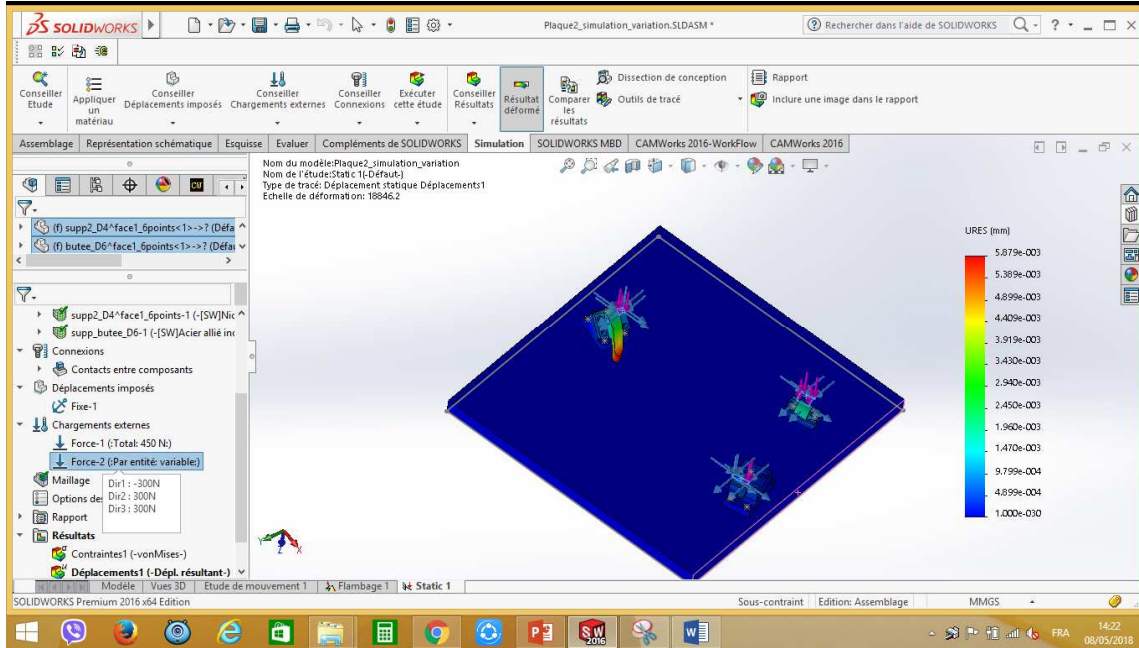 SOLIDWORKS
Plaque2_simulation_variation.SLDASM *
Rechercher dans l'aide de SOLIDWORKS
?
Conseiller Etude
Appliquer un matériau
Conseiller Déplacements imposés
Conseiller Chargements externes
Conseiller Connexions
Exécuter cette étude
Conseiller Résultats
Résultat déformé
Comparer les résultats
Dissection de conception
Outils de tracé
Rapport
Inclure une image dans le rapport
Assemblage Représentation schématique Esquisse Evaluer Compléments de SOLIDWORKS Simulation SOLIDWORKS MBD CAMWorks 2016-WorkFlow CAMWorks 2016
Nom du modèle:Plaque2_simulation_variation
Nom de l'étude:Static 1(-Défaut-)
Type de tracé: Déplacement statique Déplacements1
Echelle de déformation: 18846.2
(f) supp2_D4^face1_6points<1>->? (Défa
(f) butee_D6^face1_6points<1>->? (Défau
supp2_D4^face1_6points-1 (-[SW]Nic
supp_butee_D6-1 (-[SW]Acier allié ino
Connexions
Contacts entre composants
Déplacements imposés
Fixe-1
Chargements externes
Force-1 (:Total: 450 N:)
Force-2 (:Par entité: variable:)
Maillage
Options de
Dir1 : -300N
Dir2 : 300N
Dir3 : 300N
Rapport
Résultats
Contraintes1 (-vonMises-)
Déplacements1 (-Dépl. résultant-)
URES (mm)
5.879e-003
5.389e-003
4.899e-003
4.409e-003
3.919e-003
3.430e-003
2.940e-003
2.450e-003
1.960e-003
1.470e-003
9.799e-004
4.899e-004
1.000e-030
Y
Z
X
Modèle Vues 3D Etude de mouvement 1 Flambage 1 Static 1
SOLIDWORKS Premium 2016 x64 Edition
Sous-contraint
Edition: Assemblage
MMGS
SW
2016
FRA
14:22
08/05/2018